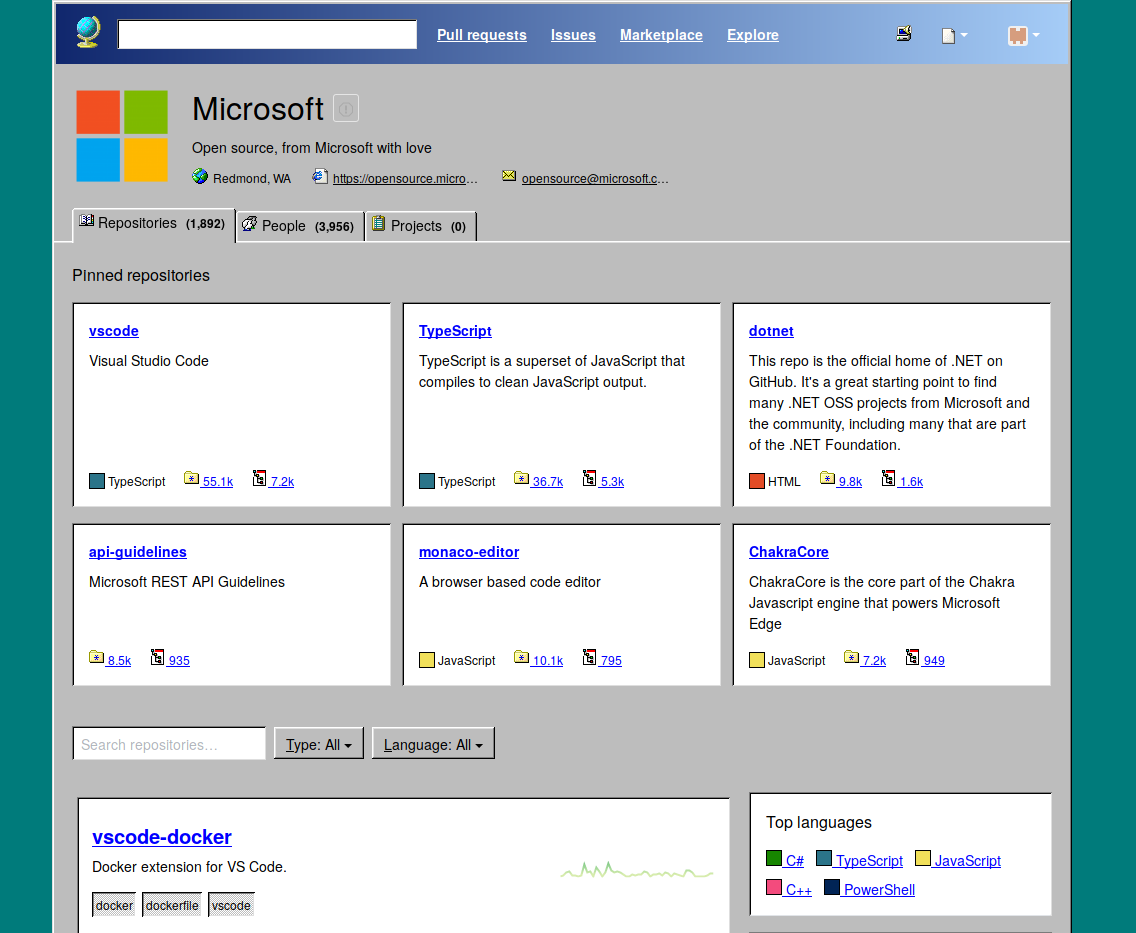 Pull requests Issues Marketplace Explore
Microsoft
Open source, from Microsoft with love
Redmond, WA https://opensource.micro… opensource@microsoft.c…
Repositories (1,892) People (3,956) Projects (0)
Pinned repositories
vscode
Visual Studio Code
TypeScript 55.1k 7.2k
TypeScript
TypeScript is a superset of JavaScript that
compiles to clean JavaScript output.
TypeScript 36.7k 5.3k
dotnet
This repo is the official home of .NET on
GitHub. It's a great starting point to find
many .NET OSS projects from Microsoft and
the community, including many that are part
of the .NET Foundation.
HTML 9.8k 1.6k
api-guidelines
Microsoft REST API Guidelines
8.5k 935
monaco-editor
A browser based code editor
JavaScript 10.1k 795
ChakraCore
ChakraCore is the core part of the Chakra
Javascript engine that powers Microsoft
Edge
JavaScript 7.2k 949
Search repositories… Type: All Language: All
vscode-docker
Docker extension for VS Code.
docker dockerfile vscode
Top languages
C# TypeScript JavaScript
C++ PowerShell